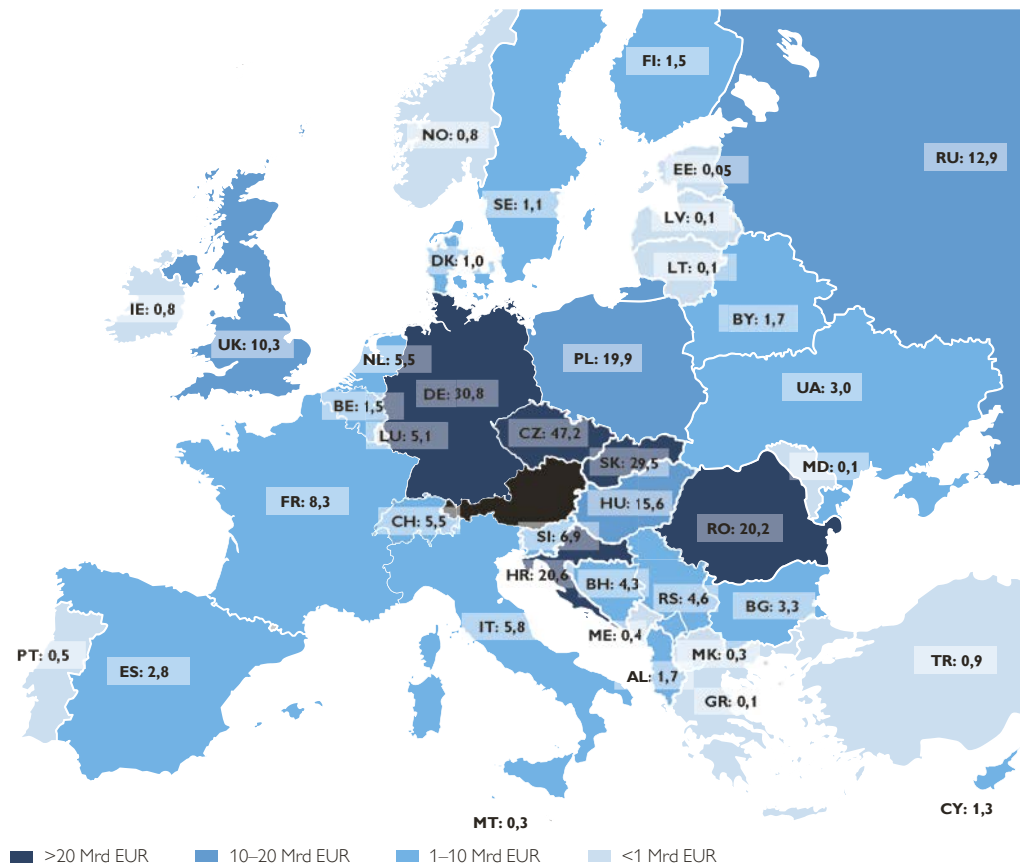 FI: 1,5
NO: 0,8
RU: 12,9
EE: 0,05
SE: 1,1
LV: 0,1
DK: 1,0
LT: 0,1
IE: 0,8
BY: 1,7
UK: 10,3
NL: 5,5
PL: 19,9
UA: 3,0
DE: 30,8
BE: 1,5
LU: 5,1
CZ: 47,2
SK: 29,5
MD: 0,1
FR: 8,3
HU: 15,6
CH: 5,5
RO: 20,2
SI: 6,9
HR: 20,6
BH: 4,3
RS: 4,6
BG: 3,3
IT: 5,8
ME: 0,4
PT: 0,5
MK: 0,3
TR: 0,9
ES: 2,8
AL: 1,7
GR: 0,1
CY: 1,3
MT: 0,3
>20 Mrd EUR
10–20 Mrd EUR
1–10 Mrd EUR
<1 Mrd EUR